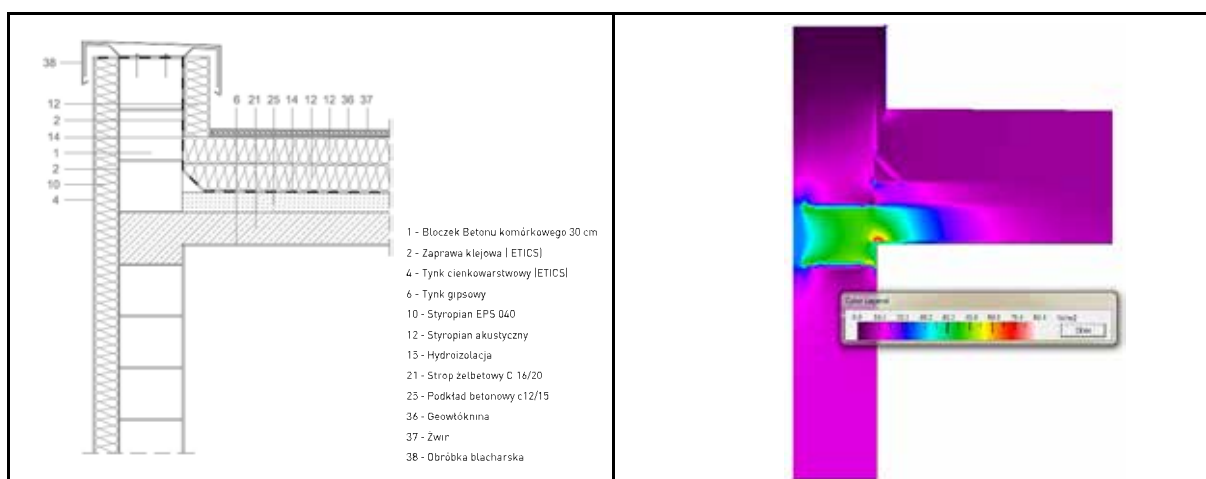 38
12
2
14
1
2
10
4
6 21 25 14 12 12 36 37
1 - Bloczek Betonu komórkowego 30 cm
2 - Zaprawa klejowa | ETICS)
4 - Tynk cienkowarstwowy |ETICS|
6 - Tynk gipsowy
10 - Styropian EPS 040
12 - Styropian akustyczny
13 - Hydroizolacja
21 - Strop żelbetowy C 16/20
23 - Podkład betonowy c12/15
36 - Geowłóknina
37 - Żwir
38 - Obróbka blacharska
Color Legend